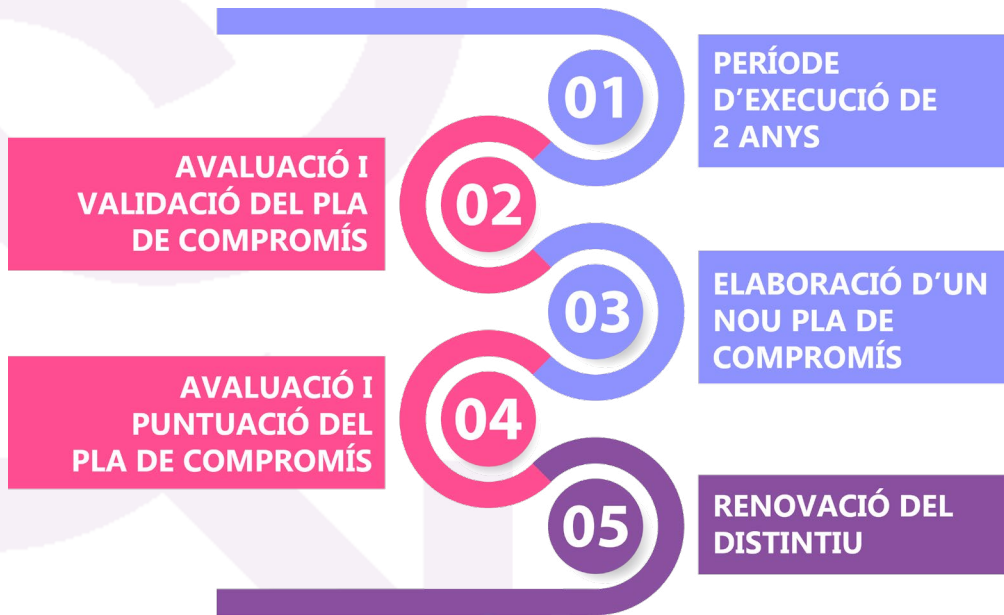 01
PERÍODE
D’EXECUCIÓ DE
2 ANYS
AVALUACIÓ I
VALIDACIÓ DEL PLA
DE COMPROMÍS
02
03
ELABORACIÓ D’UN
NOU PLA DE
COMPROMÍS
AVALUACIÓ I
PUNTUACIÓ DEL
PLA DE COMPROMÍS
04
05
RENOVACIÓ DEL
DISTINTIU